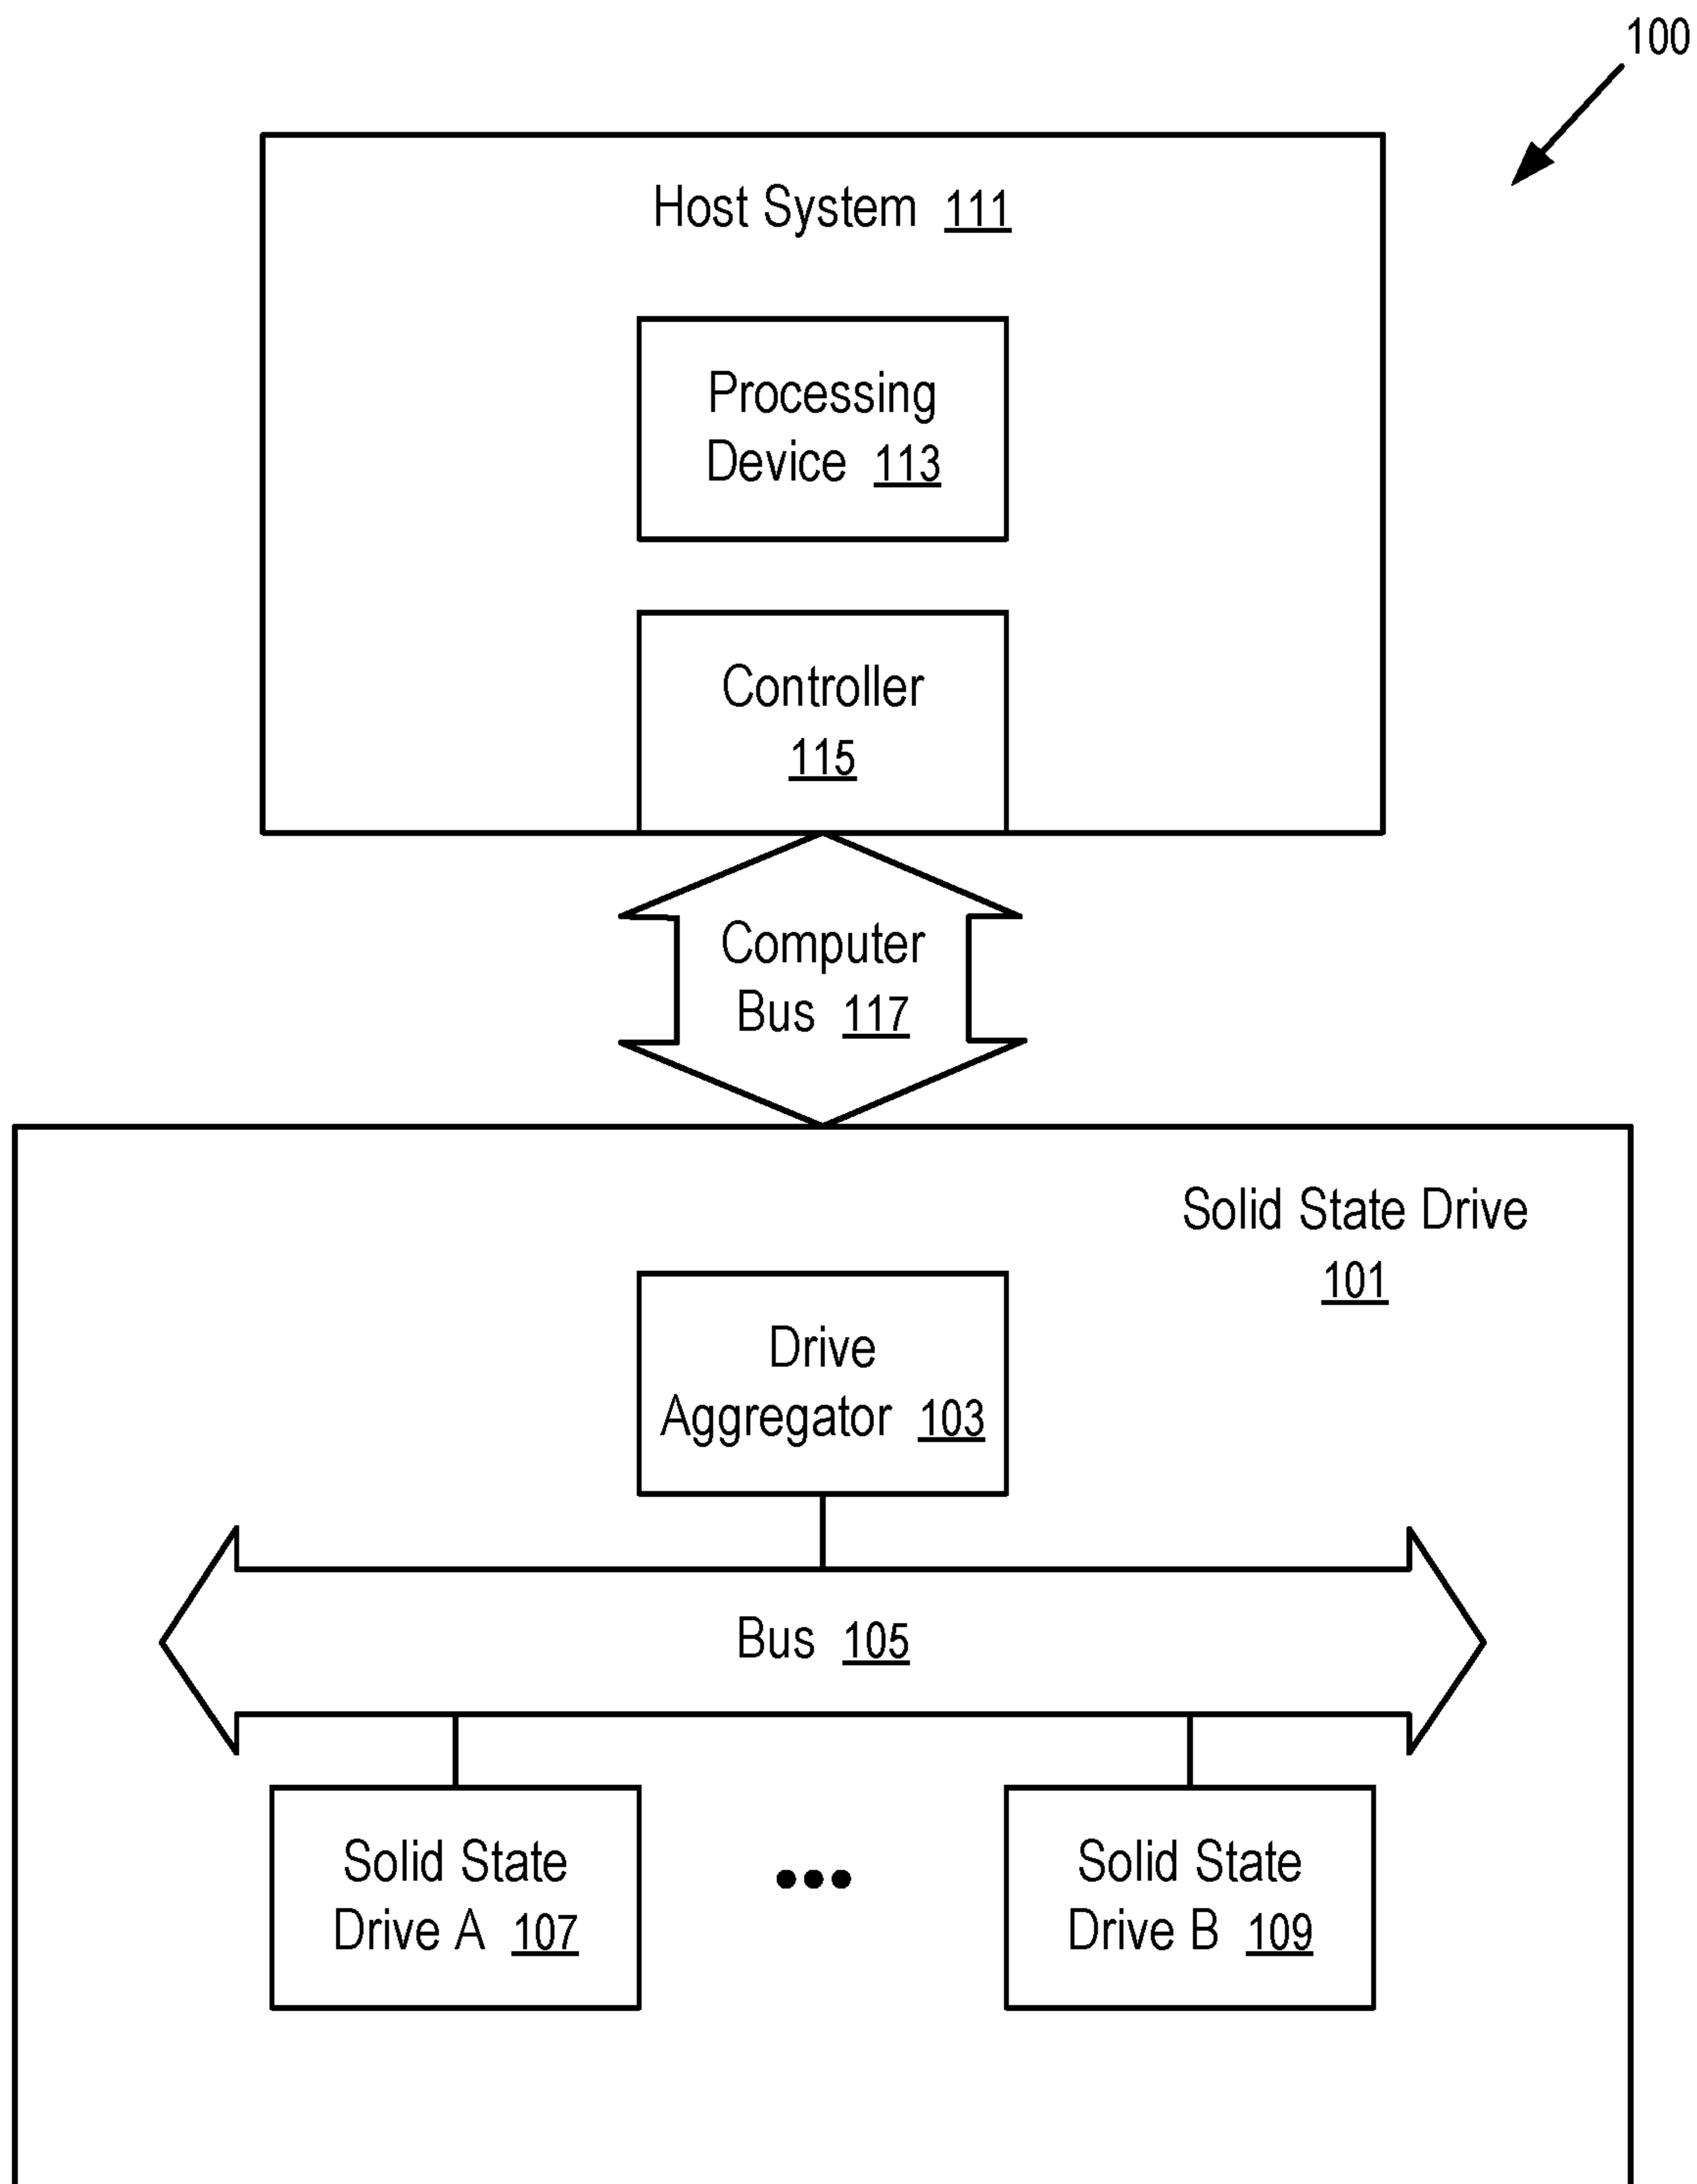 100
Host System 111
Processing
Device 113
Controller
115
Computer
Bus 117
Solid State Drive
101
Drive
Aggregator 103
Bus 105
Solid State
Drive A 107
•••
Solid State
Drive B 109